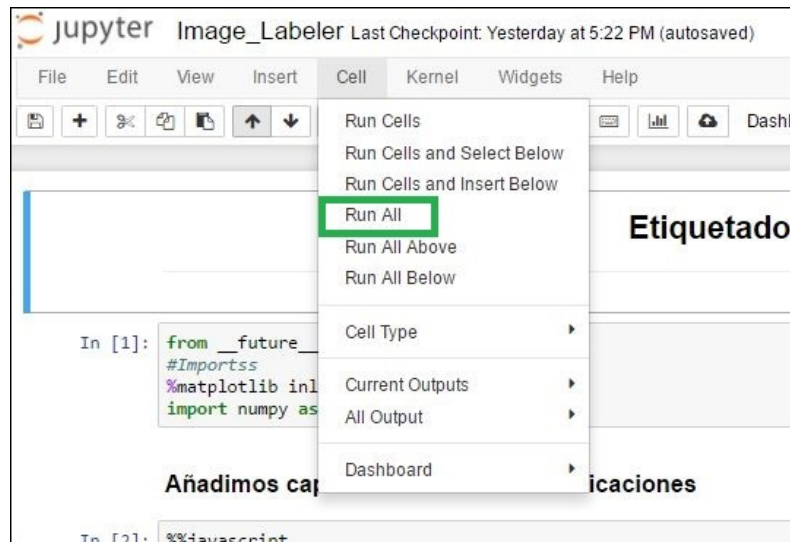 jupyter Image_Labeler Last Checkpoint: Yesterday at 5:22 PM (autosaved)
File Edit View Insert Cell Kernel Widgets Help
Run Cells
Run Cells and Select Below
Run Cells and Insert Below
Run All
Run All Above
Run All Below
Cell Type
Current Outputs
All Output
Dashboard
Etiquetado
In [1]: from __future__
#Importss
%matplotlib inl
import numpy as
Añadimos icaciones
In [2]: %%javascript